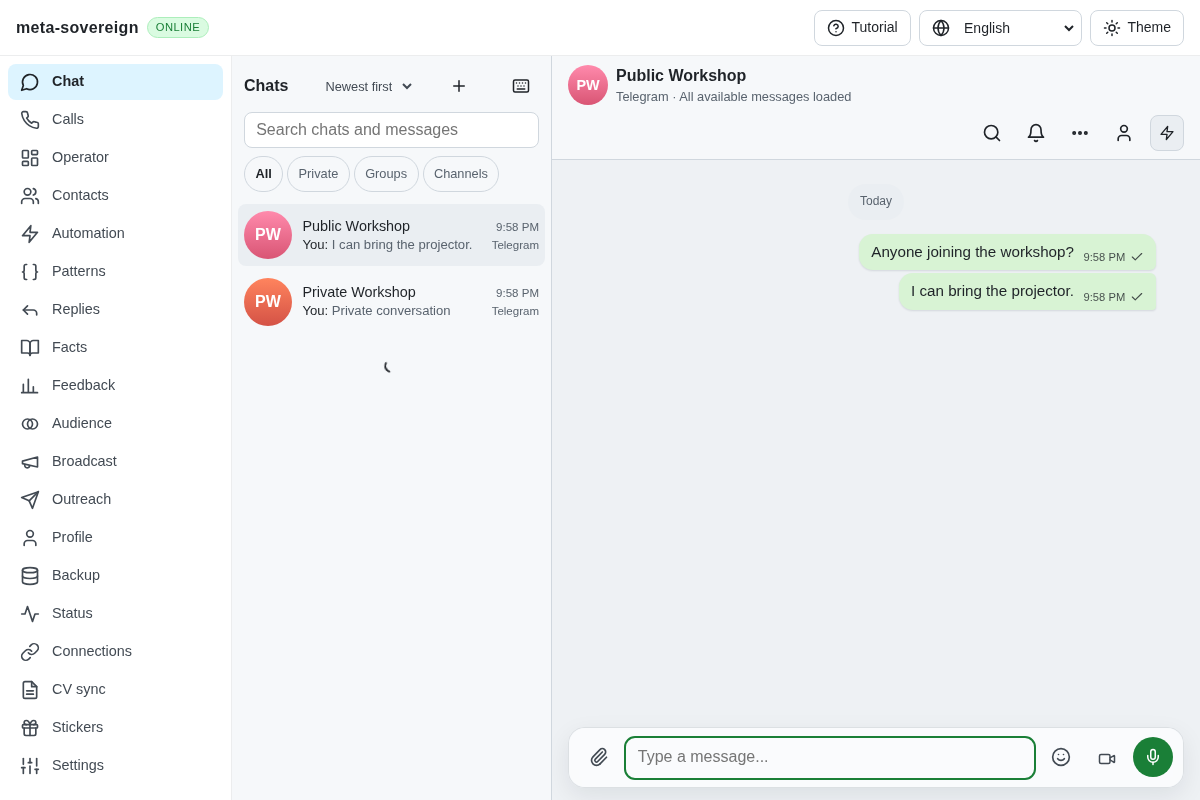 meta-sovereign ONLINE
Tutorial
English
Theme
Chat
Calls
Operator
Contacts
Automation
Patterns
Replies
Facts
Feedback
Audience
Broadcast
Outreach
Profile
Backup
Status
Connections
CV sync
Stickers
Settings
Chats
Newest first
Search chats and messages
All
Private
Groups
Channels
PW
Public Workshop
9:58 PM
You: I can bring the projector.
Telegram
PW
Private Workshop
9:58 PM
You: Private conversation
Telegram
PW
Public Workshop
Telegram · All available messages loaded
Today
Anyone joining the workshop? 9:58 PM
I can bring the projector. 9:58 PM
Type a message...